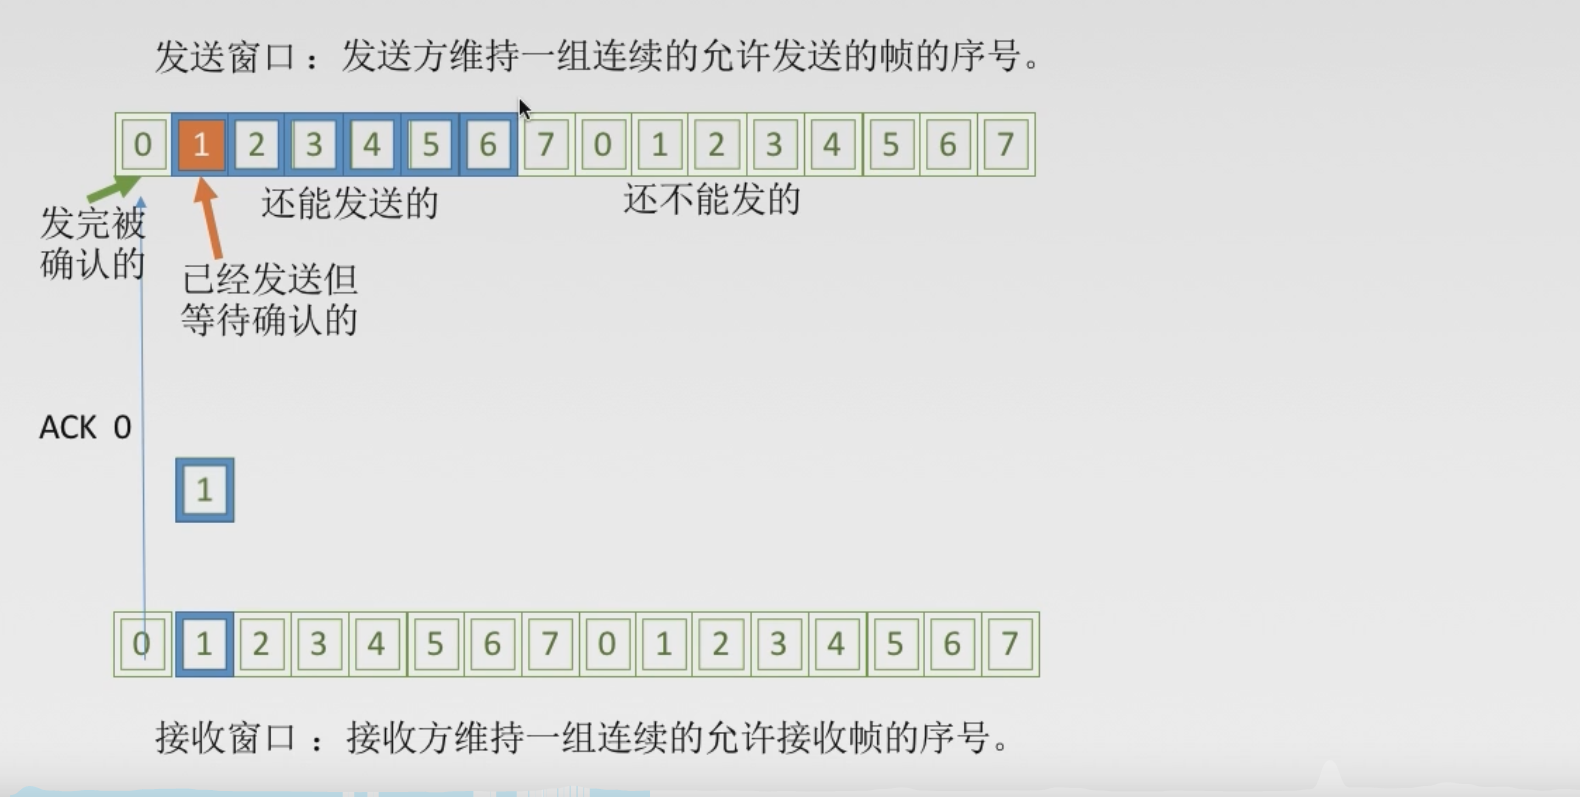 发送窗口：发送方维持一组连续的允许发送的帧的序号。
0 1 2 3 4 5 6 7 0 1 2 3 4 5 6 7
还能发送的
还不能发的
发完被
确认的
已经发送但
等待确认的
ACK 0
1
0 1 2 3 4 5 6 7 0 1 2 3 4 5 6 7
接收窗口：接收方维持一组连续的允许接收帧的序号。